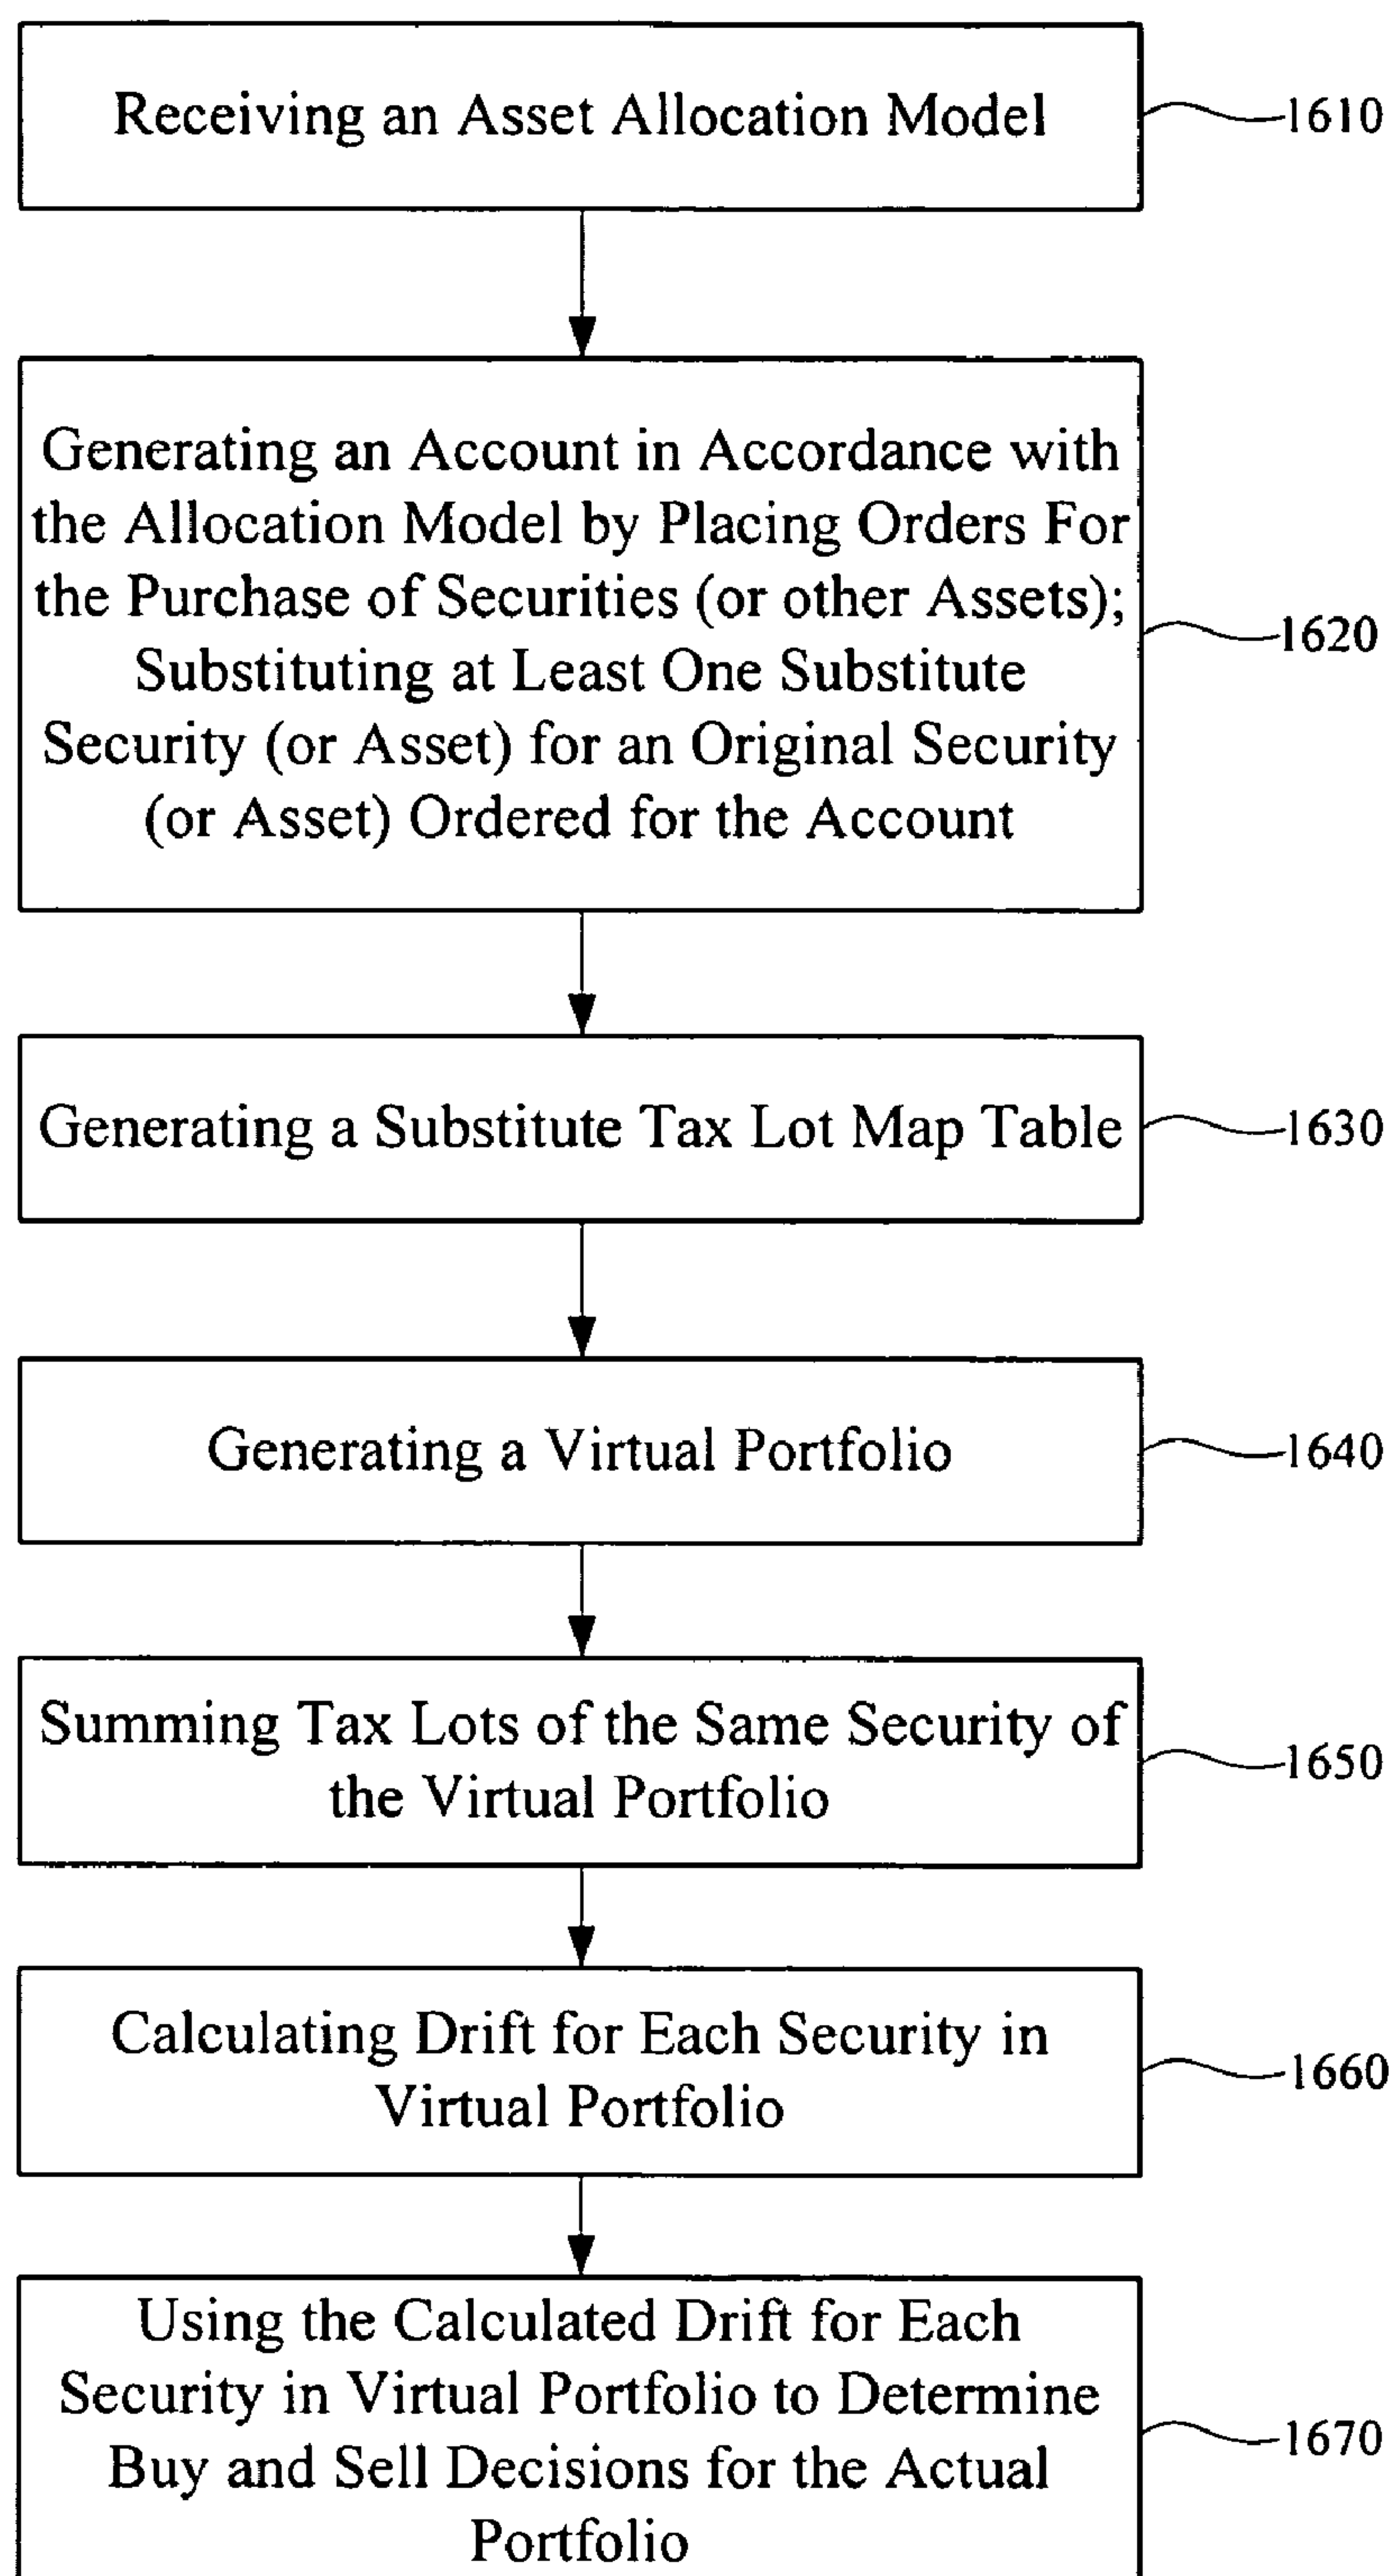 Receiving an Asset Allocation Model
1610
Generating an Account in Accordance with
the Allocation Model by Placing Orders For
the Purchase of Securities (or other Assets);
Substituting at Least One Substitute
Security (or Asset) for an Original Security
(or Asset) Ordered for the Account
1620
Generating a Substitute Tax Lot Map Table
1630
Generating a Virtual Portfolio
1640
Summing Tax Lots of the Same Security of
the Virtual Portfolio
1650
Calculating Drift for Each Security in
Virtual Portfolio
1660
Using the Calculated Drift for Each
Security in Virtual Portfolio to Determine
Buy and Sell Decisions for the Actual
Portfolio
1670